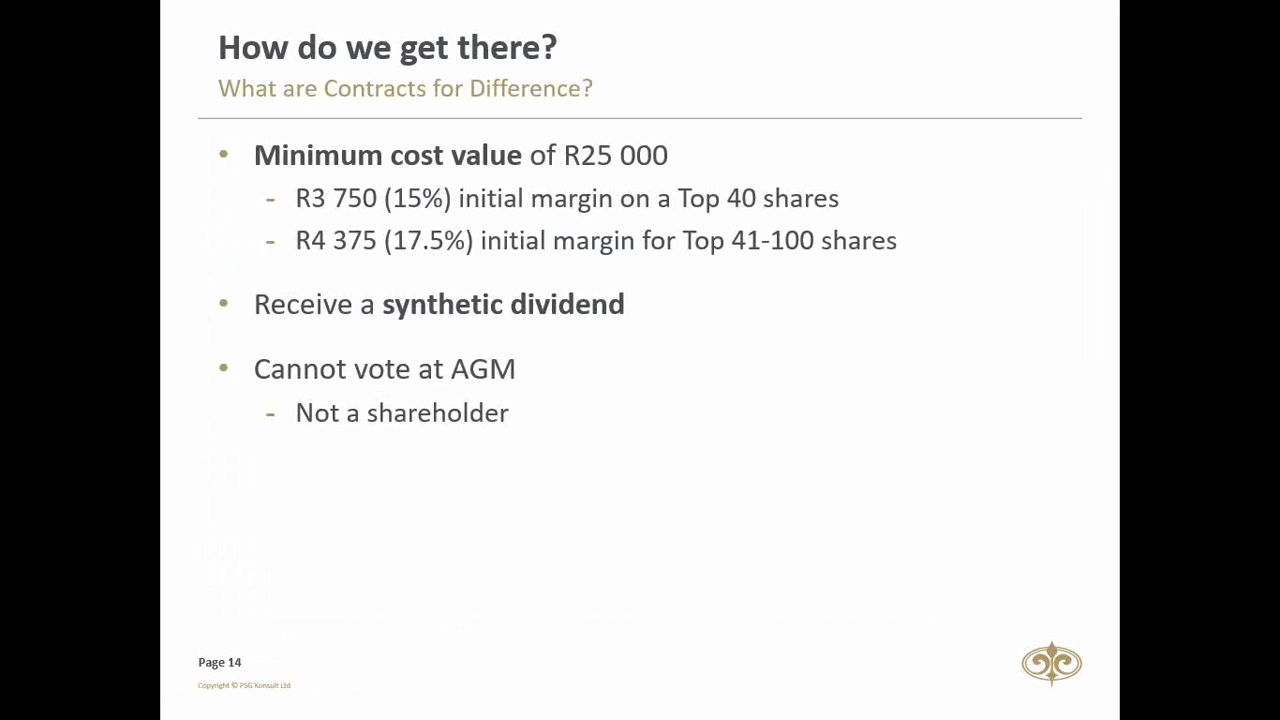 How do we get there?
What are Contracts for Difference?
• Minimum cost value of R25 000
- R3 750 (15%) initial margin on a Top 40 shares
- R4 375 (17.5%) initial margin for Top 41-100 shares
• Receive a synthetic dividend
• Cannot vote at AGM
- Not a shareholder
Page 14
Copyright © PSG Konsult Ltd